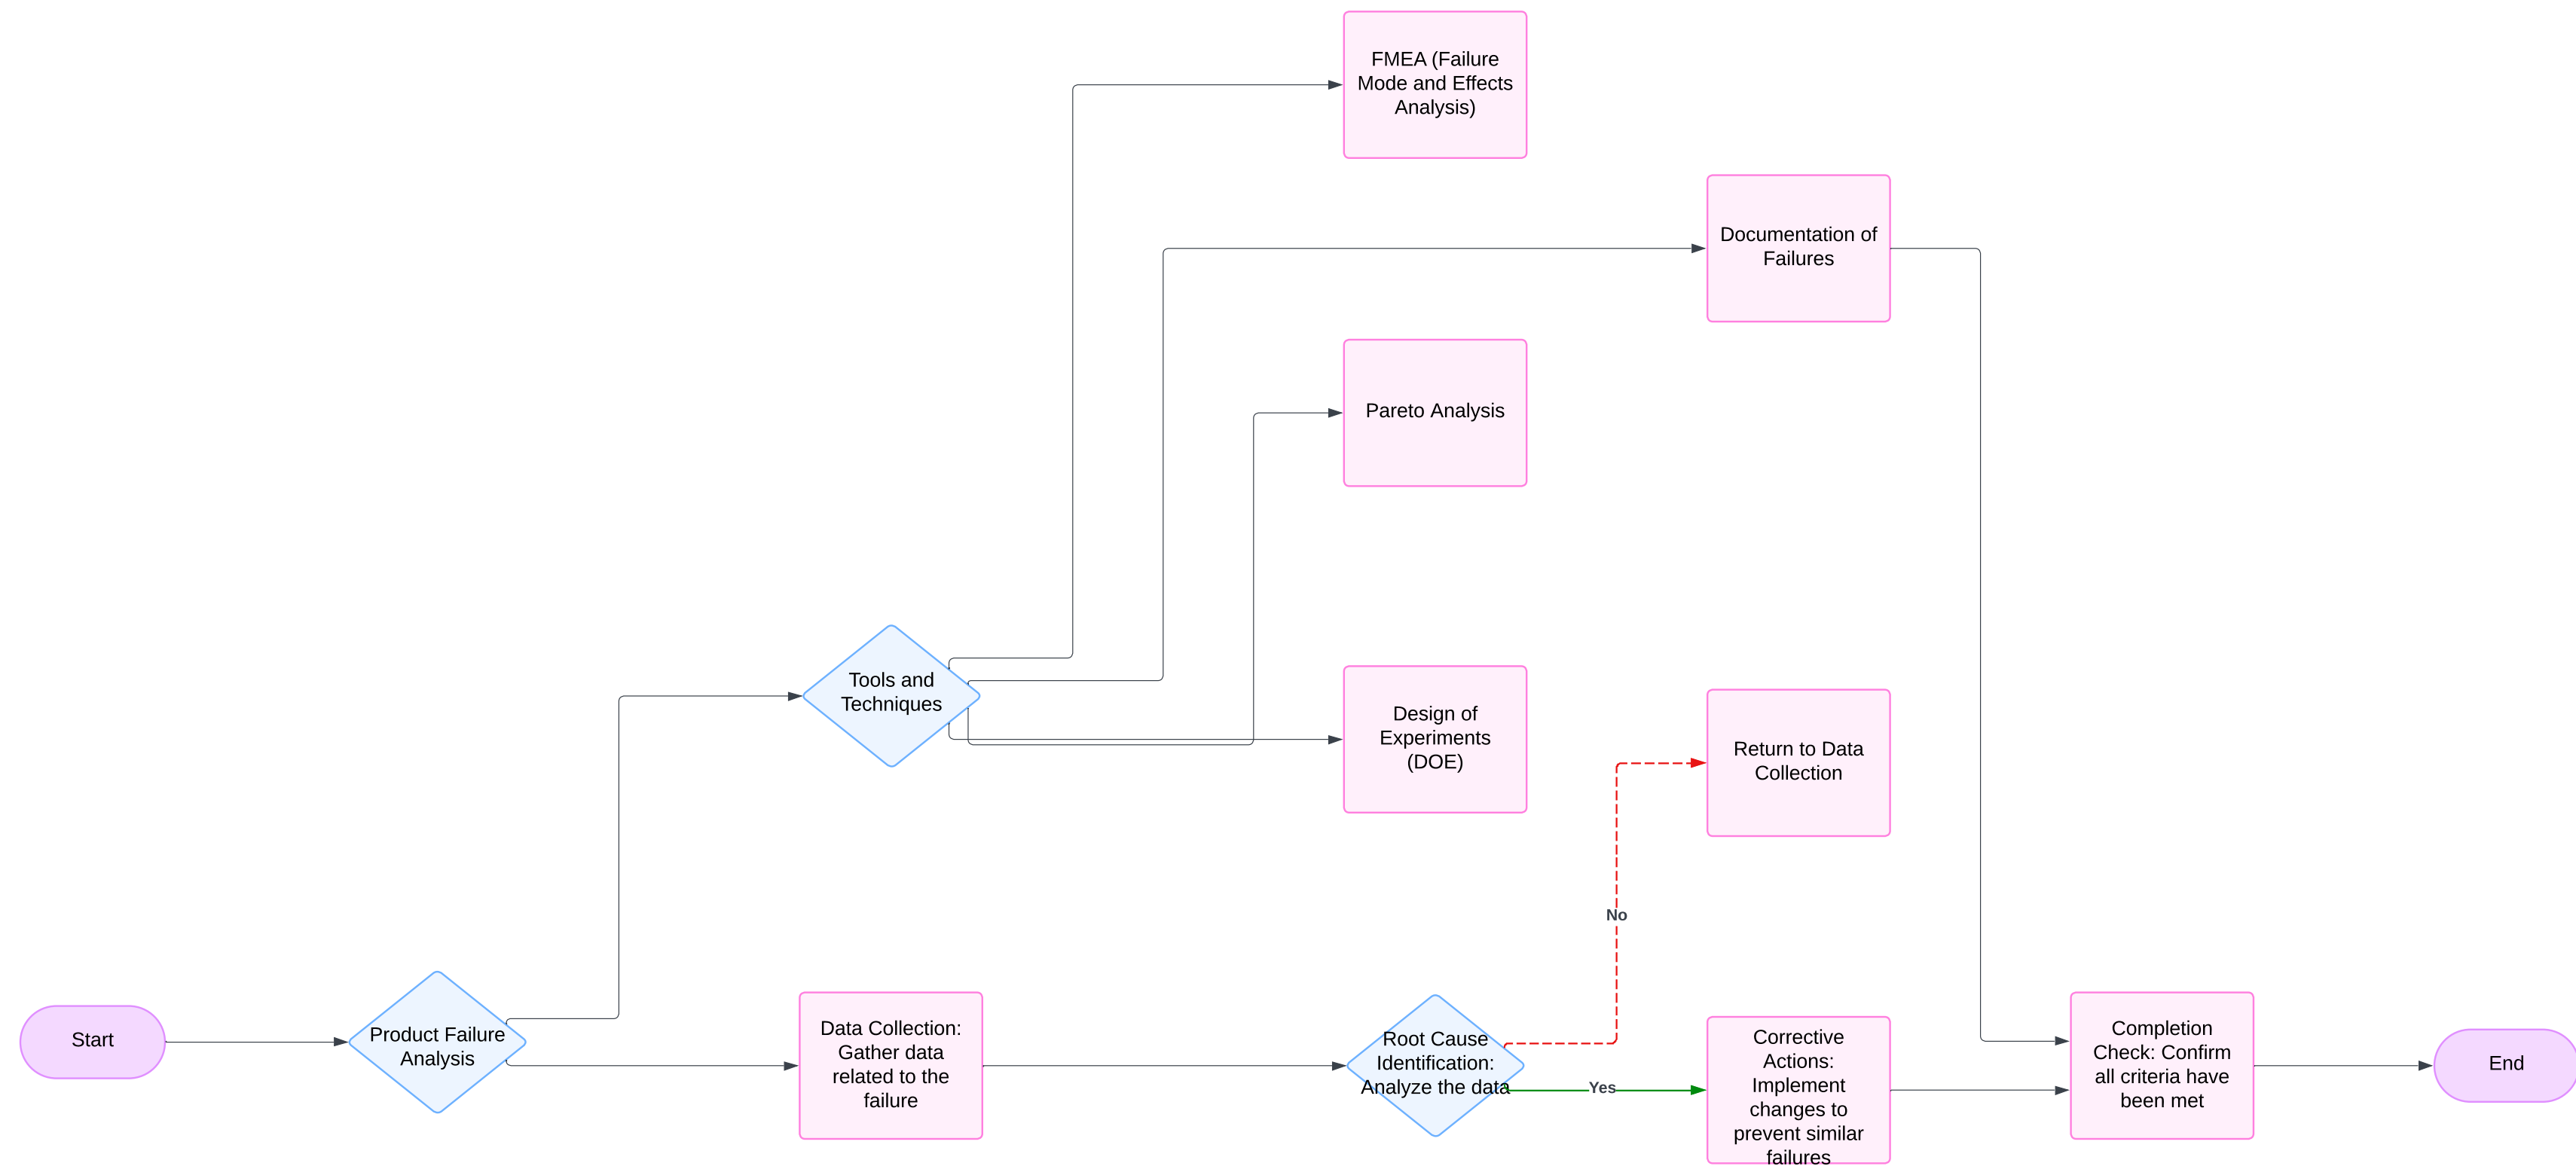 FMEA (Failure
Mode and Effects
Analysis)
Documentation of
Failures
Pareto Analysis
Tools and
Techniques
Design of
Experiments
(DOE)
Return to Data
Collection
No
Start
Product Failure
Analysis
Data Collection:
Gather data
related to the
failure
Root Cause
Identification:
Analyze the data
Yes
Corrective
Actions:
Implement
changes to
prevent similar
failures
Completion
Check: Confirm
all criteria have
been met
End